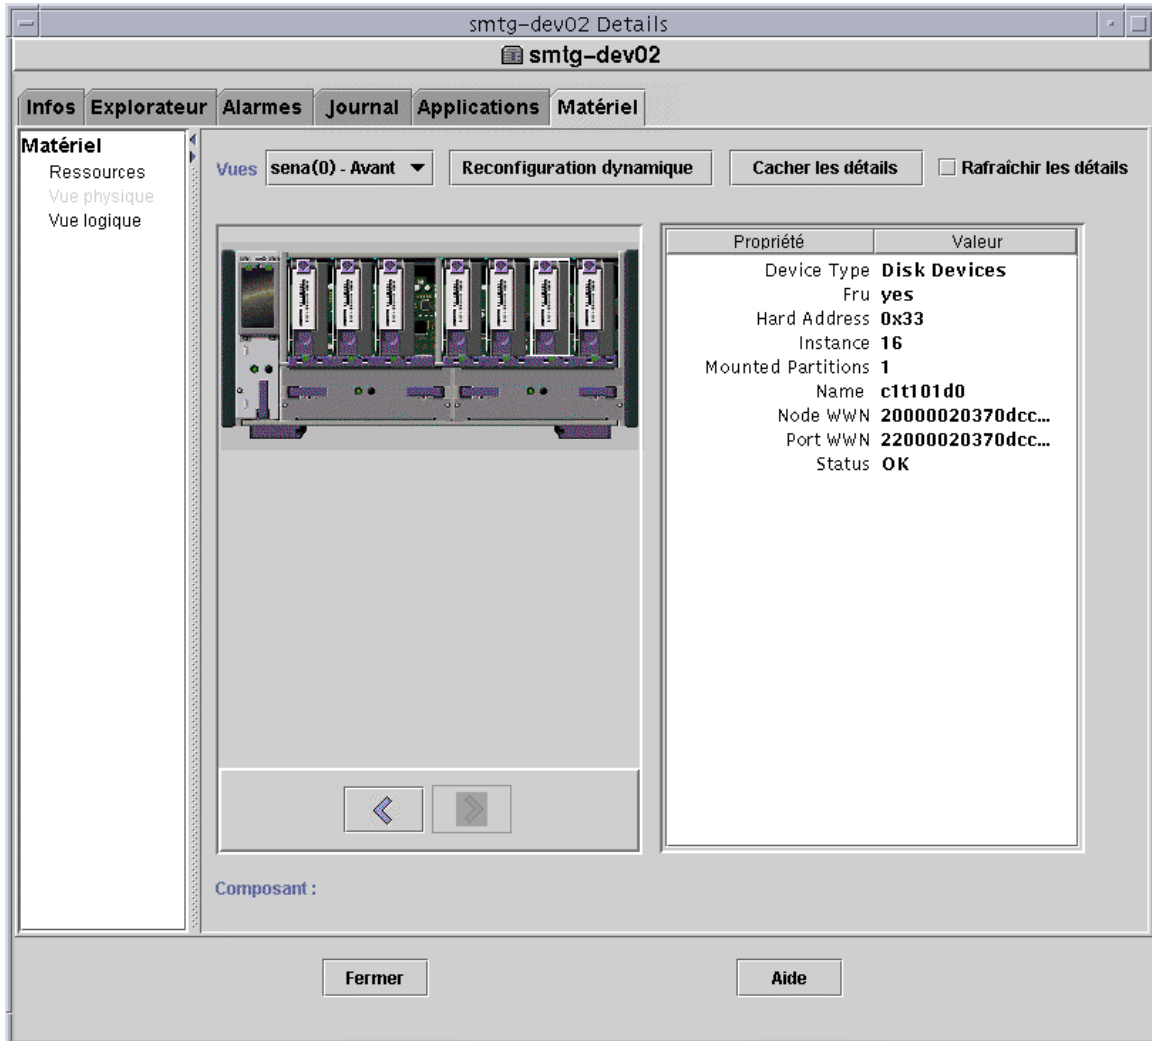 smtg-dev02 Details
smtg-dev02
Infos Explorateur Alarmes Journal Applications Matériel
Matériel
Ressources
Vue physique
Vue logique
Vues sena(0) - Avant Reconfiguration dynamique Cacher les détails Rafraîchir les détails
Propriété Valeur
Device Type Disk Devices
Fru yes
Hard Address 0x33
Instance 16
Mounted Partitions 1
Name c1t101d0
Node WWN 20000020370dcc...
Port WWN 22000020370dcc...
Status OK
Composant :
Fermer Aide